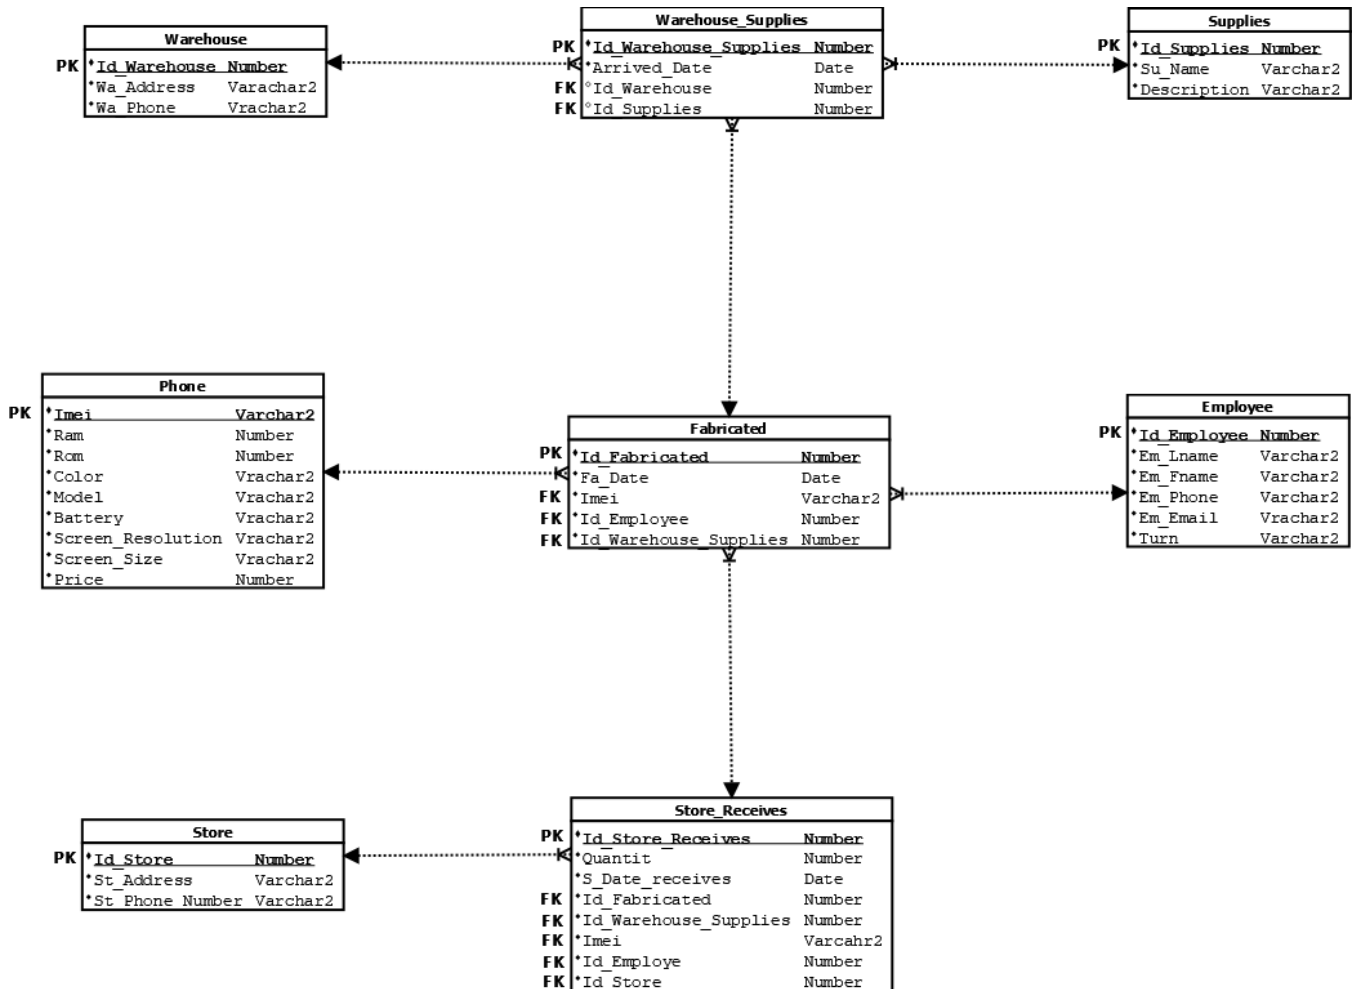 Warehouse
PK *Id_Warehouse Number
*Wa_Address Varachar2
*Wa_Phone Vrachar2
Warehouse_Supplies
PK *Id_Warehouse_Supplies Number
*Arrived_Date Date
FK °Id_Warehouse Number
FK °Id_Supplies Number
Supplies
PK *Id_Supplies Number
*Su_Name Varchar2
*Description Varchar2
Phone
PK *Imei Varchar2
*Ram Number
*Rom Number
*Color Vrachar2
*Model Vrachar2
*Battery Vrachar2
*Screen_Resolution Varchar2
*Screen_Size Vrachar2
*Price Number
Fabricated
PK *Id_Fabricated Number
*Fa_Date Date
FK *Imei Varchar2
FK *Id_Employee Number
FK *Id_Warehouse_Supplies Number
Employee
PK *Id_Employee Number
*Em_Lname Varchar2
*Em_Fname Varchar2
*Em_Phone Varchar2
*Em_Email Vrachar2
*Turn Varchar2
Store
PK *Id_Store Number
*St_Address Varchar2
*St_Phone_Number Varchar2
Store_Receives
PK *Id_Store_Receives Number
*Quantit Number
*S_Date_receives Date
FK *Id_Fabricated Number
FK *Id_Warehouse_Supplies Number
FK *Imei Varcahr2
FK *Id_Employe Number
FK *Id_Store Number